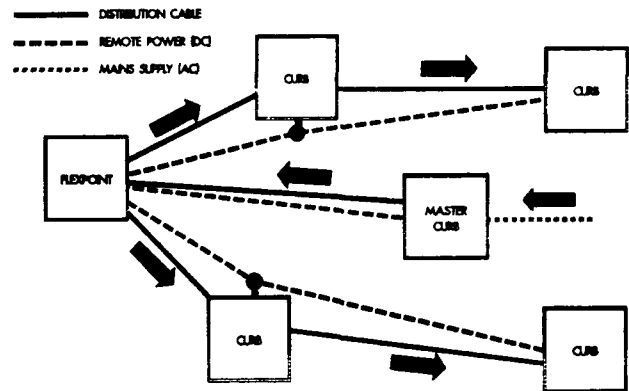 DISTRIBUTION CABLE
REMOTE POWER (DC)
MAINS SUPPLY (AC)
CURB
CURB
FLEXPOINT
MASTER
CURB
CURB
CURB